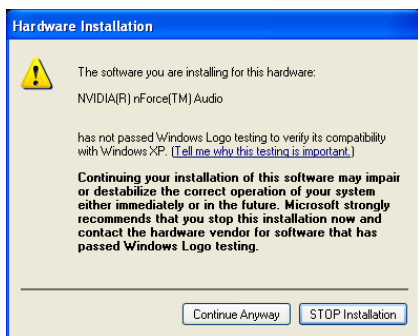 Hardware Installation
The software you are installing for this hardware:
NVIDIA(R) nForce(TM) Audio
has not passed Windows Logo testing to verify its compatibility
with Windows XP. (Tell me why this testing is important.)
Continuing your installation of this software may impair
or destabilize the correct operation of your system
either immediately or in the future. Microsoft strongly
recommends that you stop this installation now and
contact the hardware vendor for software that has
passed Windows Logo testing.
Continue Anyway
STOP Installation